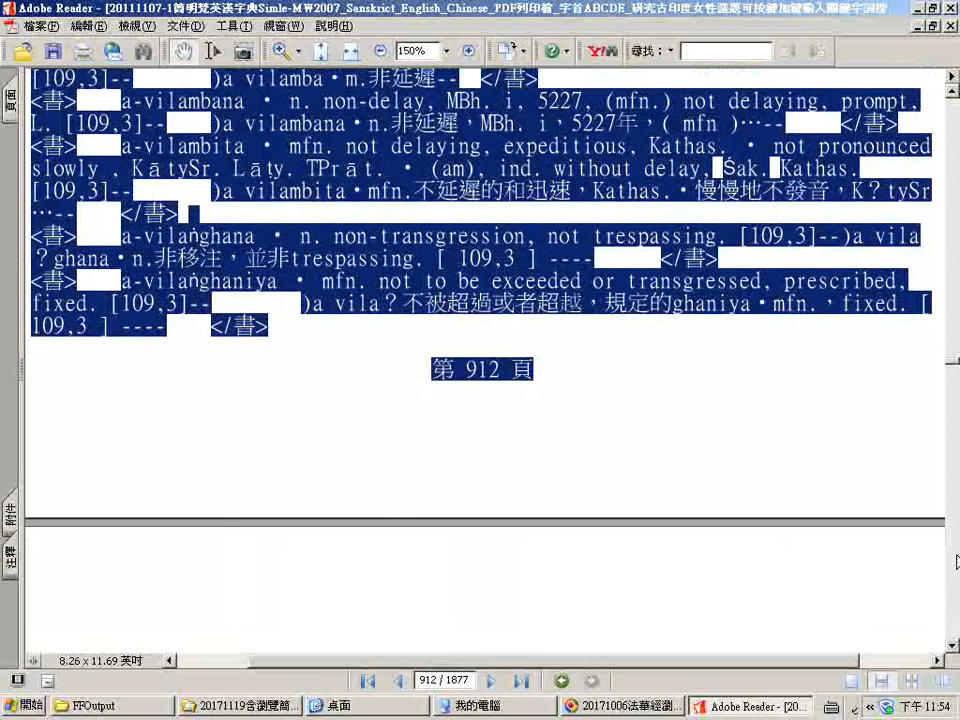 Adobe Reader - [20111107-1簡明梵英漢字典Simle-MW2007_Sanskrict_English_Chinese_PDF列印檔_字首ABCDE_研究古印度女性議題可按鍵盤輸入關鍵字詞搜
檔案(F) 編輯(E) 檢視(V) 文件(D) 工具(T) 視窗(W) 說明(H)
150% 尋找：
頁面
[109,3]-- )a vilamba‧m.非延遲-- </書>
<書> a-vilambana ‧ n. non-delay, MBh. i, 5227, (mfn.) not delaying, prompt,
L. [109,3]-- )a vilambana‧n.非延遲，MBh. i，5227年，( mfn )…-- </書>
<書> a-vilambita ‧ mfn. not delaying, expeditious, Kathas. ‧ not pronounced
slowly , KātySr. Lāty. TPrāt. ‧ (am), ind. without delay, Śak. Kathas.
[109,3]-- )a vilambita‧mfn.不延遲的和迅速，Kathas.‧慢慢地不發音，K？tySr
…-- </書>
<書> a-vilaṅghana ‧ n. non-transgression, not trespassing. [109,3]--)a vila
？ghana‧n.非移注，並非trespassing. [ 109,3 ] ---- </書>
<書> a-vilaṅghaniya ‧ mfn. not to be exceeded or transgressed, prescribed,
fixed. [109,3]-- )a vila？不被超過或者超越，規定的ghaniya‧mfn.，fixed. [
109,3 ] ---- </書>
第 912 頁
附件
注釋
8.26 x 11.69 英吋
912 / 1877
開始 FFOutput 20171119含瀏覽簡... 桌面 我的電腦 20171006法華經瀏... Adobe Reader - [20... 下午 11:54